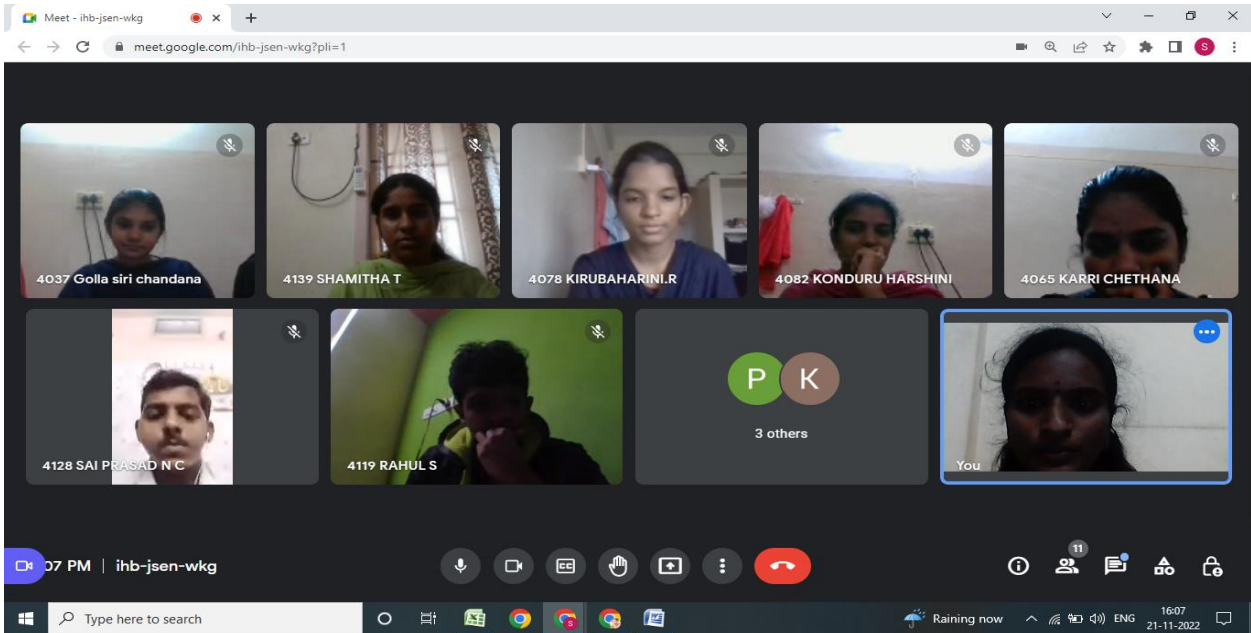 Meet - ihb-jsen-wkg
meet.google.com/ihb-jsen-wkg?pli=1
S
4037 Golla siri chandana
4139 SHAMITHA T
4078 KIRUBAHARINI.R
4082 KONDURU HARSHINI
4065 KARRI CHETHANA
4128 SAI PRASAD N C
4119 RAHUL S
P K
3 others
You
07 PM | ihb-jsen-wkg
CC
11
Type here to search
S
Raining now
ENG
16:07
21-11-2022